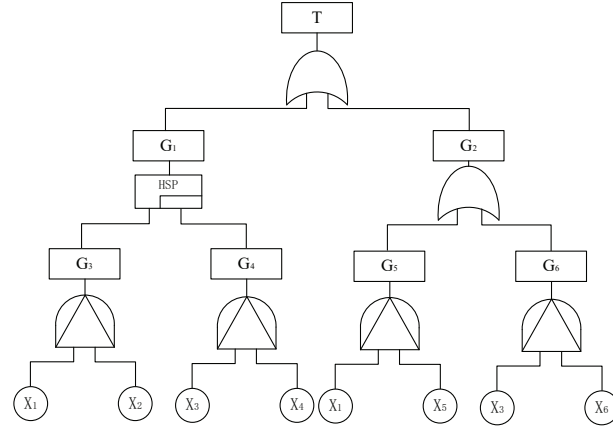 T
G₁
G₂
HSP
G₃
G₄
G₅
G₆
X₁
X₂
X₃
X₄
X₁
X₅
X₃
X₆